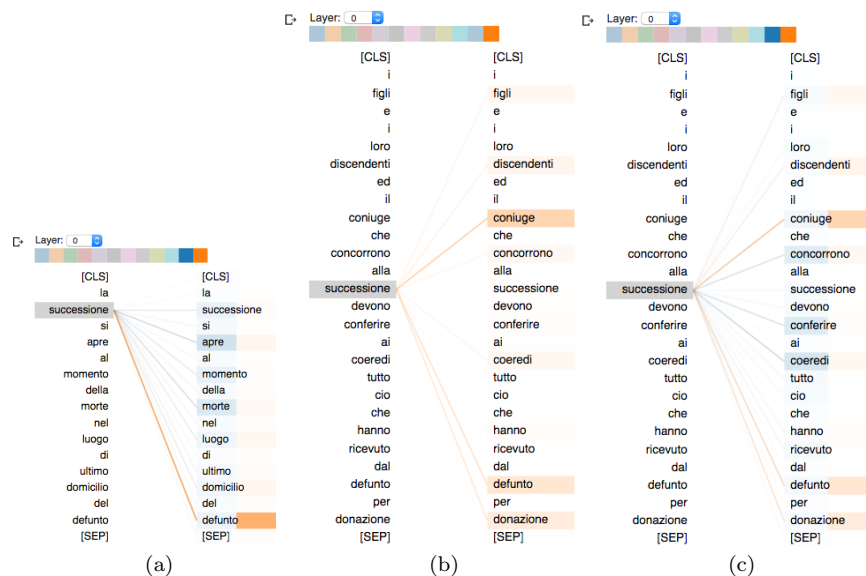 Layer: 0
[CLS] [CLS]
la la
successione successione
si si
apre apre
al al
momento momento
della della
morte morte
nel nel
luogo luogo
di di
ultimo ultimo
domicilio domicilio
del del
defunto defunto
[SEP] [SEP]
(a)
Layer: 0
[CLS] [CLS]
i i
figli figli
e e
i i
loro loro
discendenti discendenti
ed ed
il il
coniuge coniuge
che che
concorrono concorrono
alla alla
successione successione
devono devono
conferire conferire
ai ai
coeredi coeredi
tutto tutto
cio cio
che che
hanno hanno
ricevuto ricevuto
dal dal
defunto defunto
per per
donazione donazione
[SEP] [SEP]
(b)
Layer: 0
[CLS] [CLS]
i i
figli figli
e e
i i
loro loro
discendenti discendenti
ed ed
il il
coniuge coniuge
che che
concorrono concorrono
alla alla
successione successione
devono devono
conferire conferire
ai ai
coeredi coeredi
tutto tutto
cio cio
che che
hanno hanno
ricevuto ricevuto
dal dal
defunto defunto
per per
donazione donazione
[SEP] [SEP]
(c)